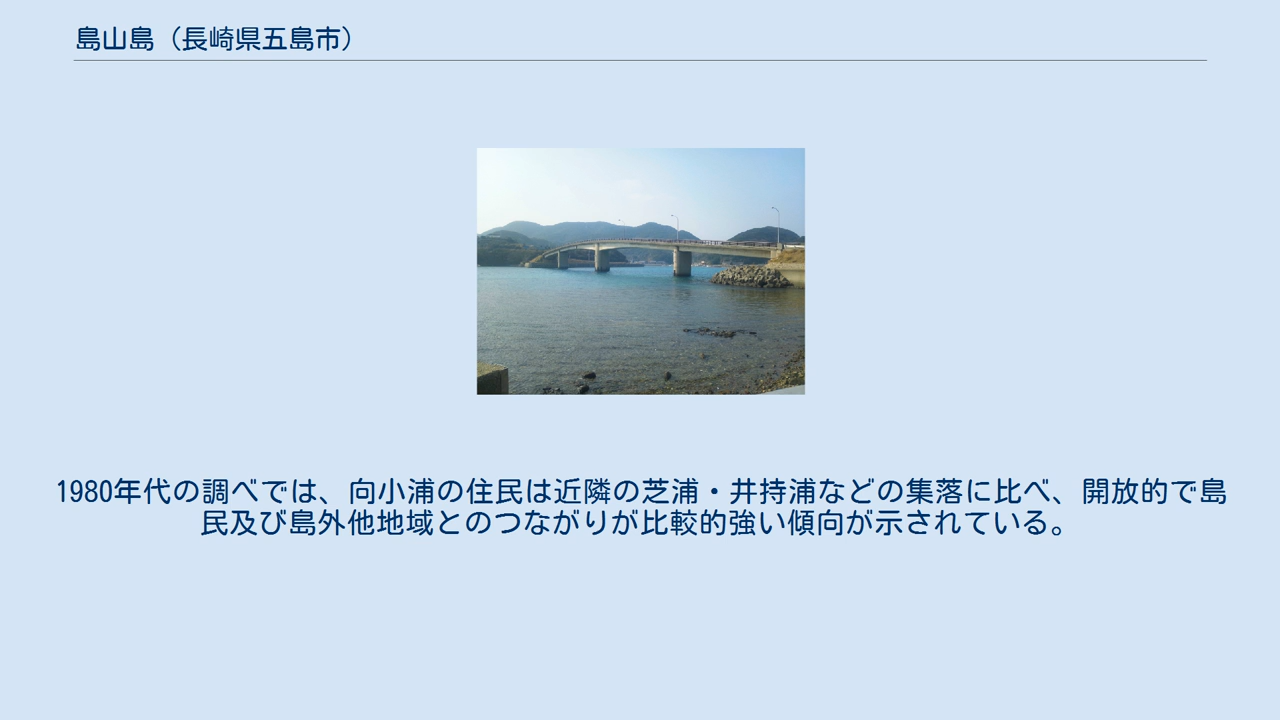 島山島（長崎県五島市）
1980年代の調べでは、向小浦の住民は近隣の芝浦・井持浦などの集落に比べ、開放的で島
民及び島外他地域とのつながりが比較的強い傾向が示されている。